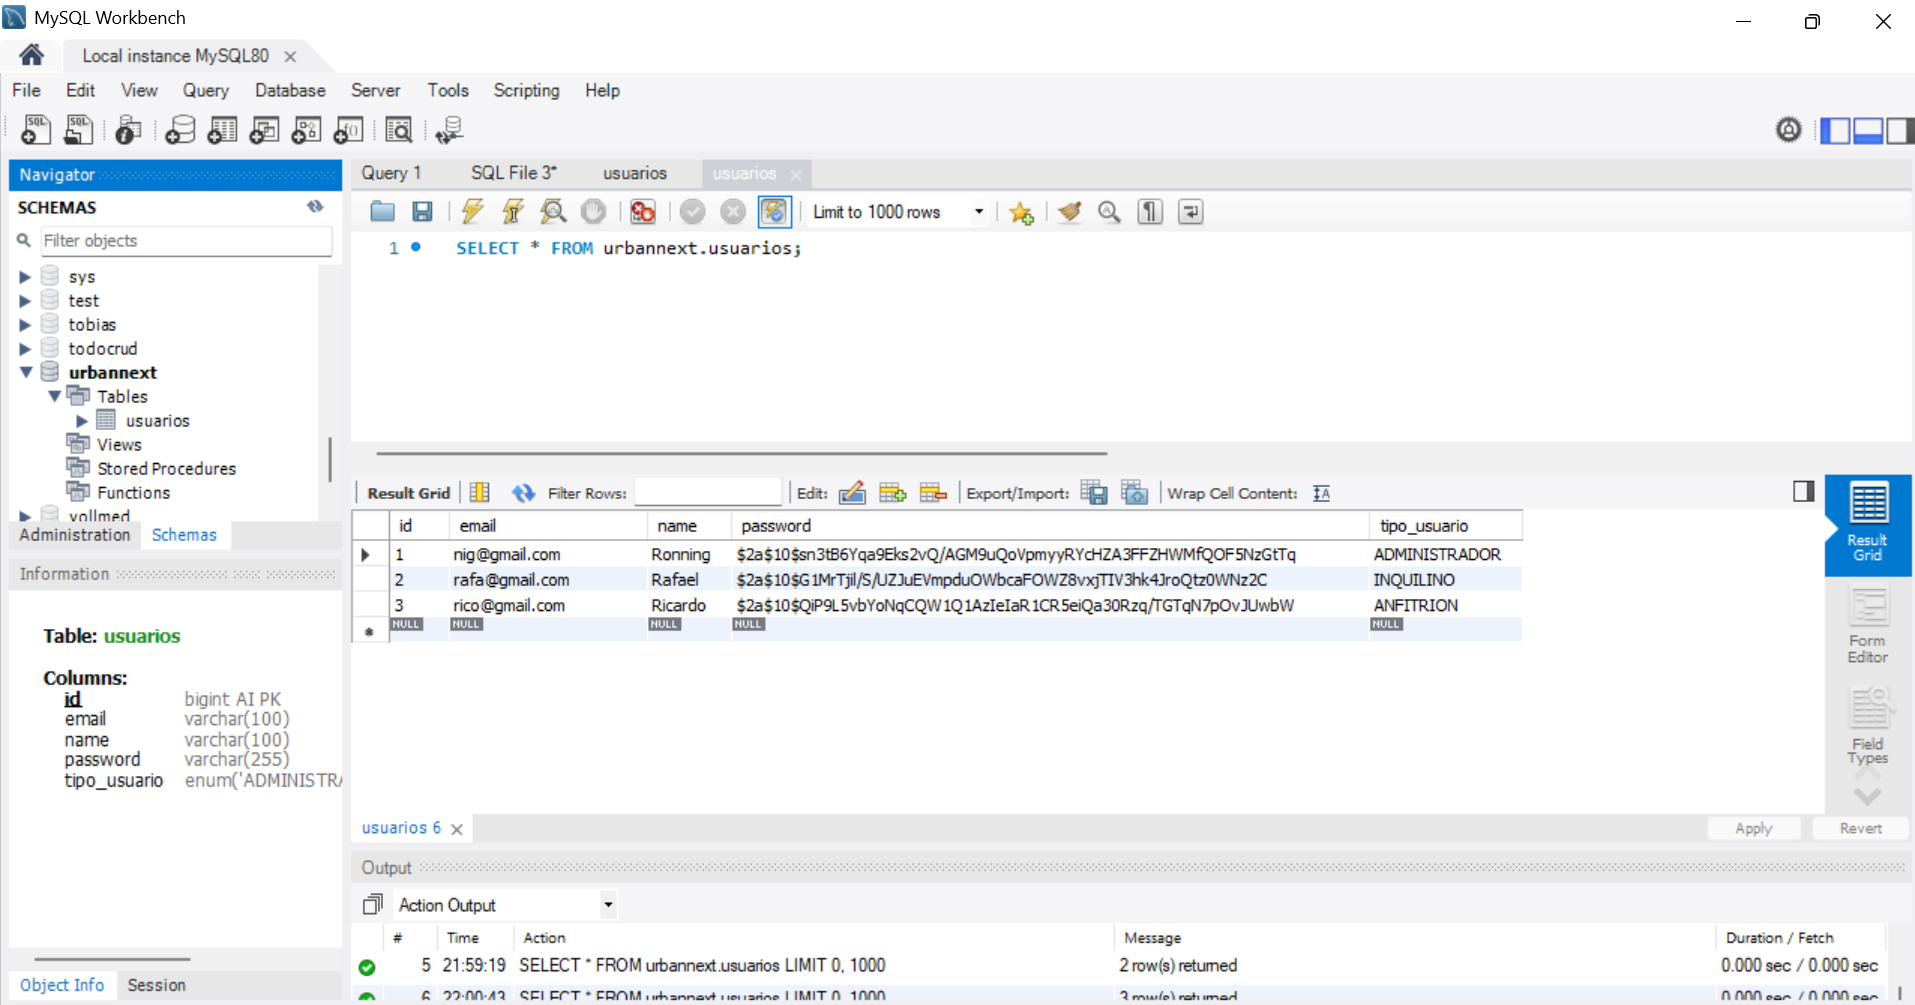 MySQL Workbench
Local instance MySQL80
File Edit View Query Database Server Tools Scripting Help
Navigator
SCHEMAS
Filter objects
sys
test
tobias
todocrud
urbannext
Tables
usuarios
Views
Stored Procedures
Functions
vollmed
Administration Schemas
Information
Table: usuarios
Columns:
id bigint AI PK
email varchar(100)
name varchar(100)
password varchar(255)
tipo_usuario enum('ADMINISTRA
Object Info Session
Query 1 SQL File 3* usuarios usuarios
Limit to 1000 rows
1 SELECT * FROM urbannext.usuarios;
Result Grid Filter Rows: Edit: Export/Import: Wrap Cell Content:
id email name password tipo_usuario
1 nig@gmail.com Ronning $2a$10$sn3tB6Yqa9Eks2vQ/AGM9uQoVpmyyRYcHZA3FFZHWMfQOF5NzGtTq ADMINISTRADOR
2 rafa@gmail.com Rafael $2a$10$G1MrTjil/S/UZJuEVmpduOWbcaFOWZ8vxjTIV3hk4JroQtz0WNz2C INQUILINO
3 rico@gmail.com Ricardo $2a$10$QiP9L5vbYoNqCQW1Q1AzIeIaR1CR5eiQa30Rzq/TGTqN7pOvJUwbW ANFITRION
NULL NULL NULL NULL NULL
Result Grid
Form Editor
Field Types
usuarios 6
Apply Revert
Output
Action Output
# Time Action Message Duration / Fetch
5 21:59:19 SELECT * FROM urbannext.usuarios LIMIT 0, 1000 2 row(s) returned 0.000 sec / 0.000 sec
6 22:00:43 SELECT * FROM urbannext.usuarios LIMIT 0, 1000 3 row(s) returned 0.000 sec / 0.000 sec